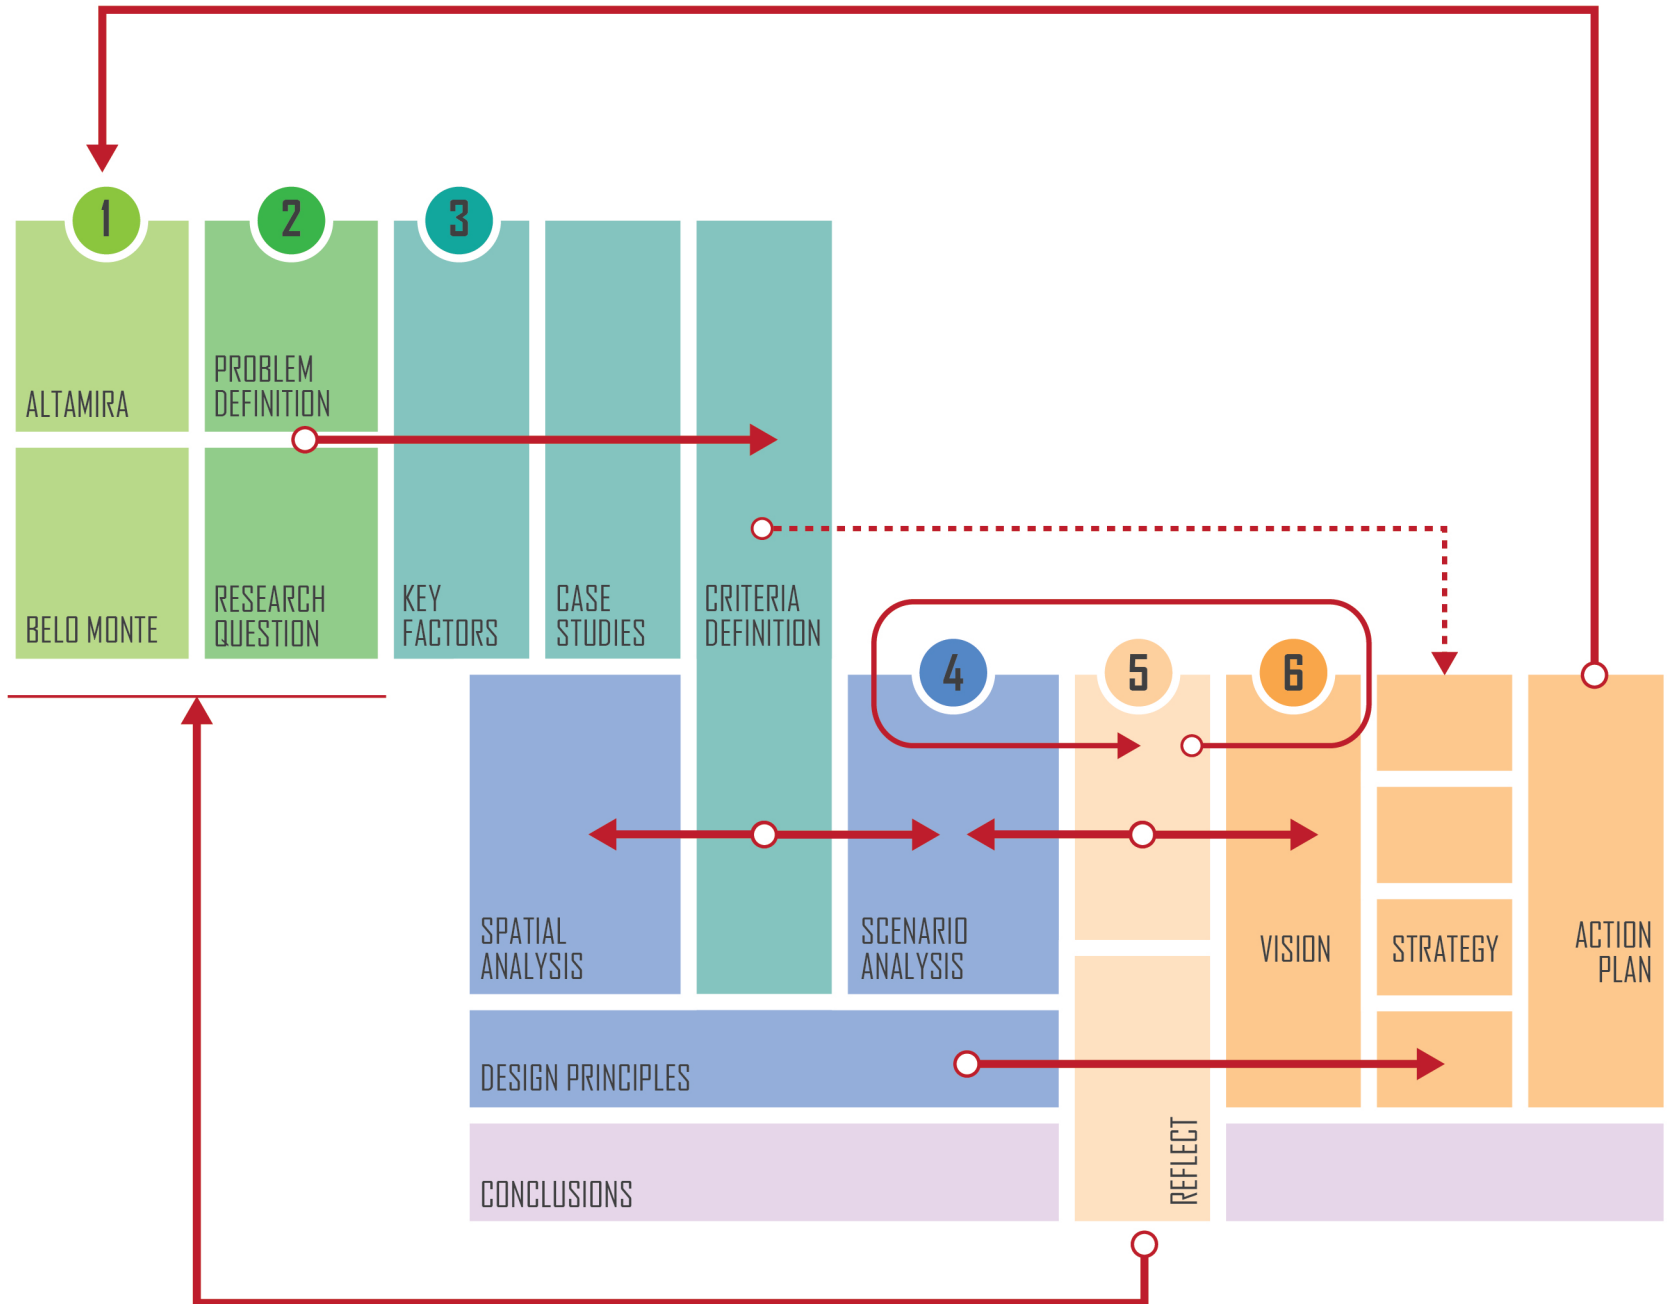 1
2
3
ALTAMIRA
PROBLEM
DEFINITION
BELO MONTE
RESEARCH
QUESTION
KEY
FACTORS
CASE
STUDIES
CRITERIA
DEFINITION
4
5
6
SPATIAL
ANALYSIS
SCENARIO
ANALYSIS
VISION
STRATEGY
ACTION
PLAN
DESIGN PRINCIPLES
REFLECT
CONCLUSIONS